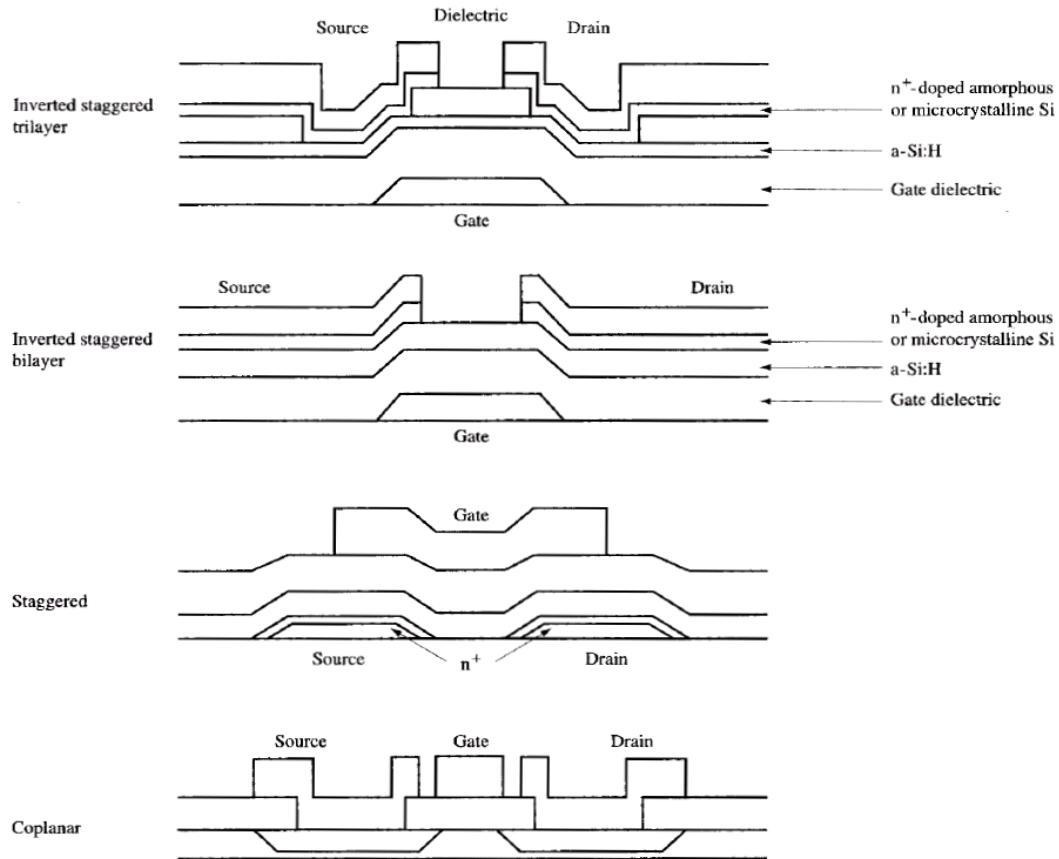 Dielectric
Source
Drain
Inverted staggered
trilayer
n⁺-doped amorphous
or microcrystalline Si
a-Si:H
Gate dielectric
Gate
Source
Drain
Inverted staggered
bilayer
n⁺-doped amorphous
or microcrystalline Si
a-Si:H
Gate dielectric
Gate
Gate
Staggered
Source
n⁺
Drain
Source
Gate
Drain
Coplanar